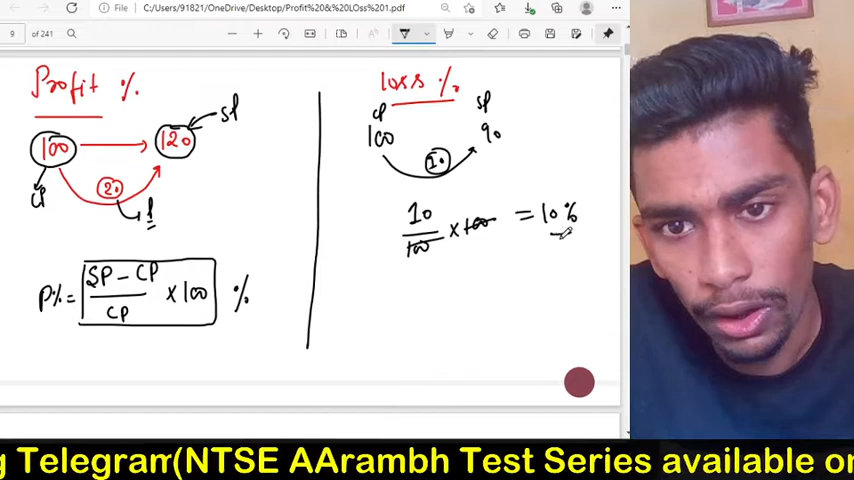 File | C:/Users/91821/OneDrive/Desktop/Profit&%20LOss%201.pdf
9 of 241
Profit %
SP
100 120
20
CP
P
P% = SP - CP / CP × 100 %
loss %
CP SP
100 90
10
10 / 100 × 100 = 10%
g Telegram(NTSE AArambh Test Series available on